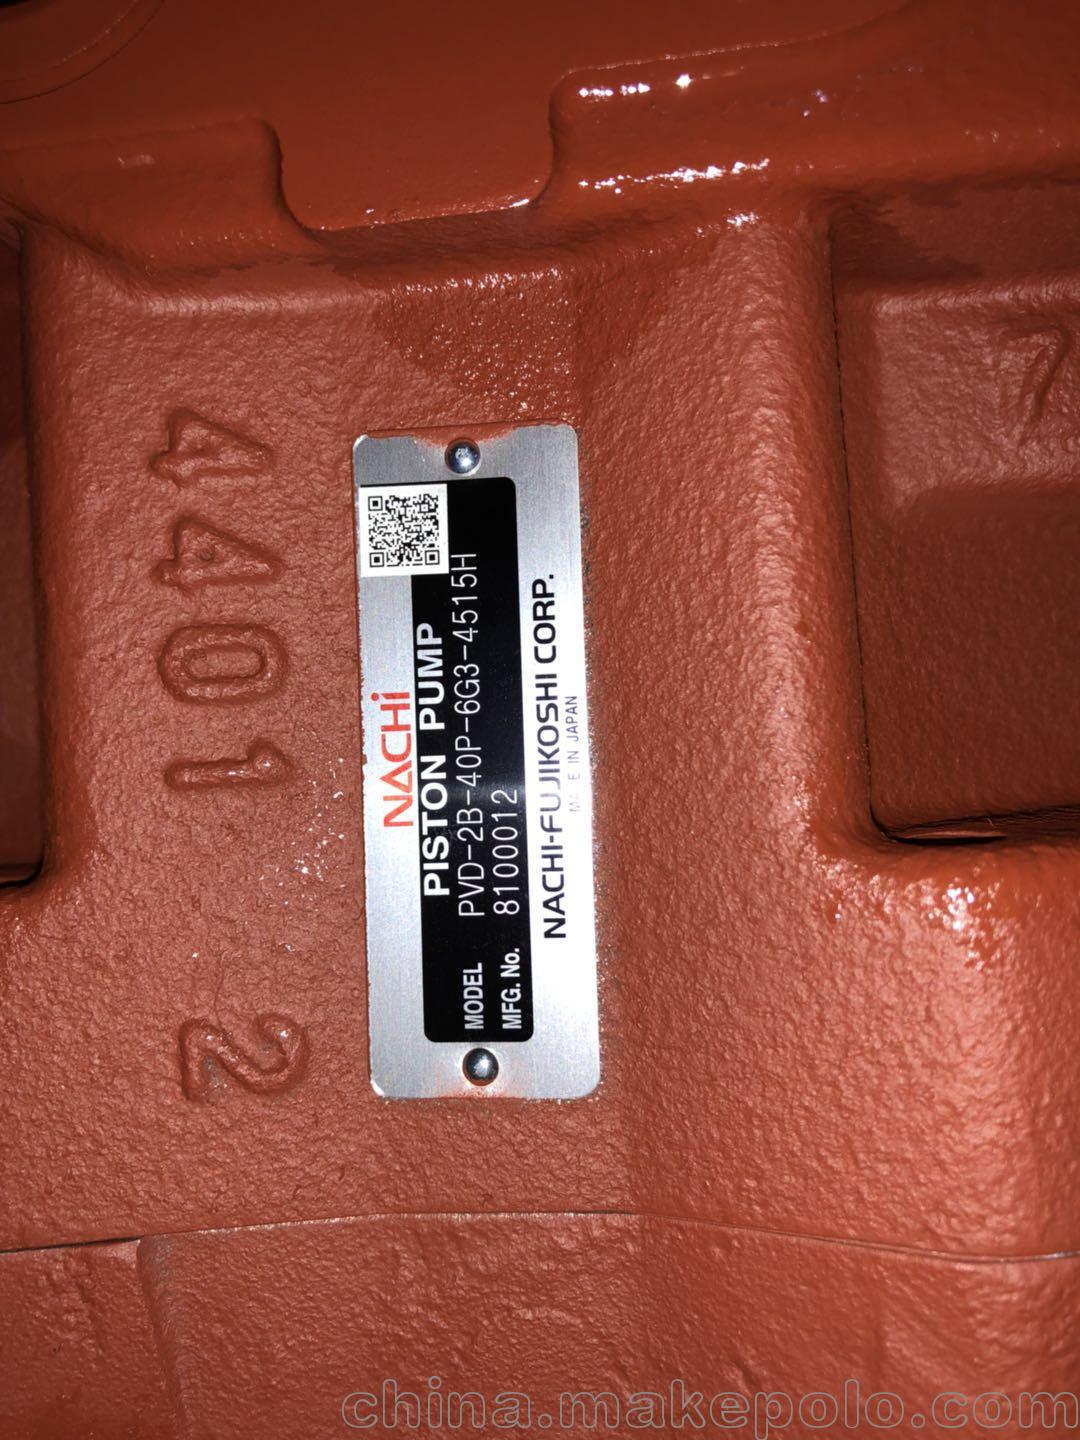 4401 2
NACHi
PISTON PUMP
MODEL PVD-2B-40P-6G3-4515H
MFG. No. 8100012
NACHI-FUJIKOSHI CORP.
MADE IN JAPAN
china.makepolo.com